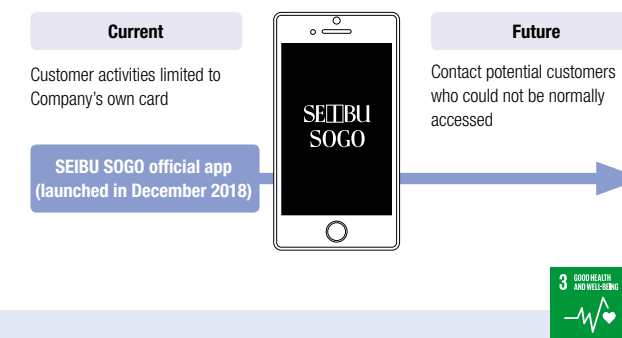 Current
Customer activities limited to
Company's own card
SEIBU SOGO official app
(launched in December 2018)
SEIBU
SOGO
Future
Contact potential customers
who could not be normally
accessed
3 GOOD HEALTH
AND WELL-BEING